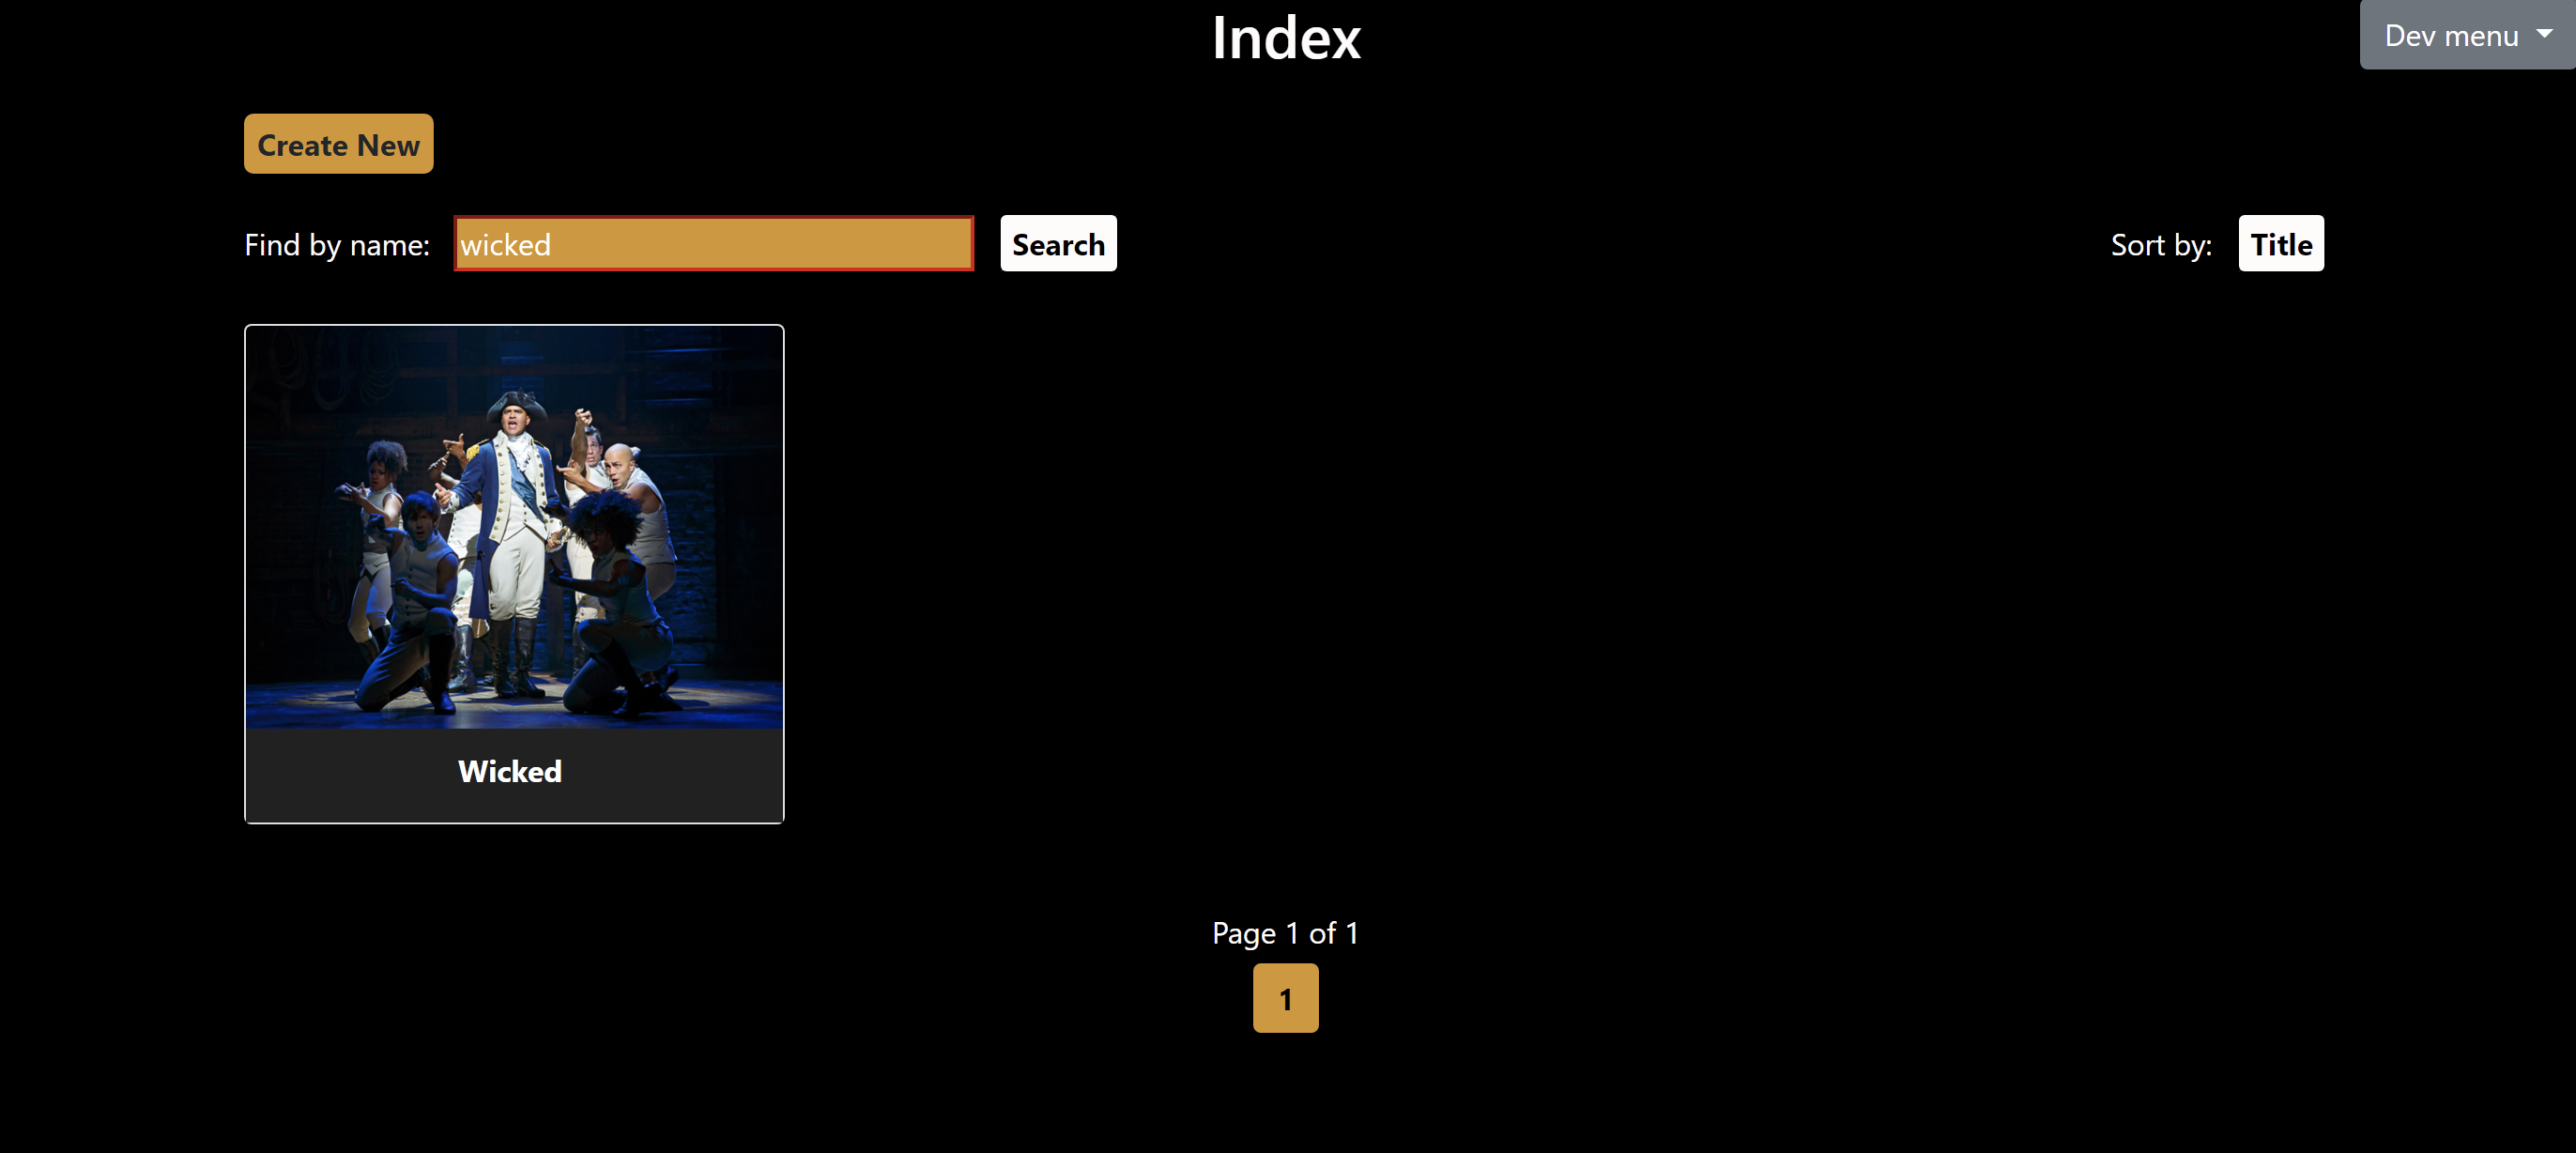 Index
Dev menu
Create New
Find by name: wicked Search Sort by: Title
Wicked
Page 1 of 1
1